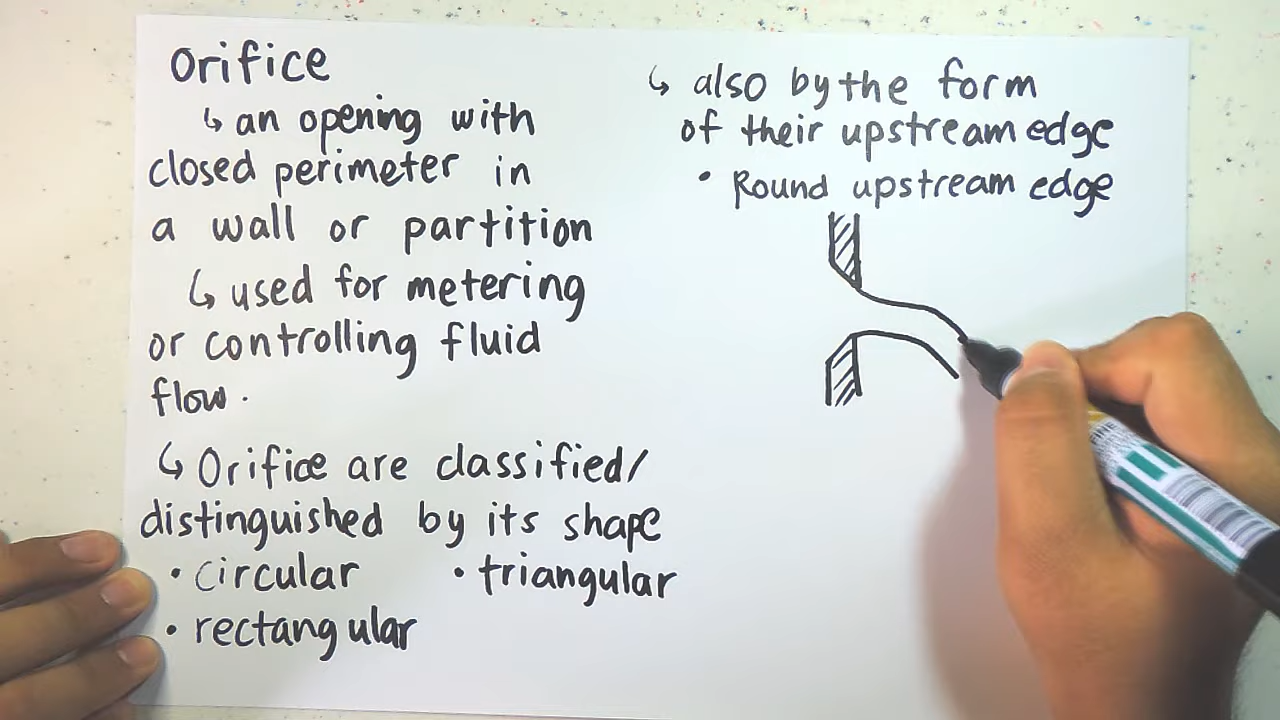 Orifice
↳ an opening with
closed perimeter in
a wall or partition
↳ used for metering
or controlling fluid
flow.
↳ Orifice are classified/
distinguished by its shape
• circular • triangular
• rectangular
↳ also by the form
of their upstream edge
• Round upstream edge